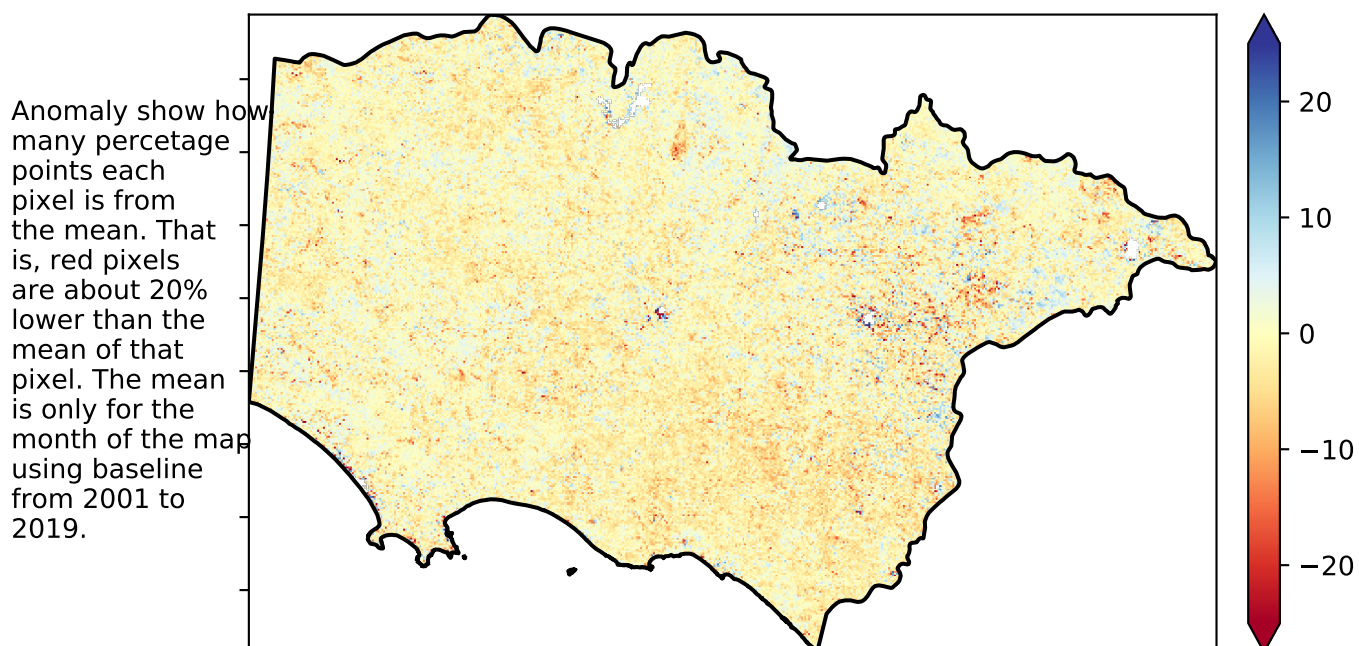 Anomaly show how
many percetage
points each
pixel is from
the mean. That
is, red pixels
are about 20%
lower than the
mean of that
pixel. The mean
is only for the
month of the map
using baseline
from 2001 to
2019.
20
10
0
−10
−20